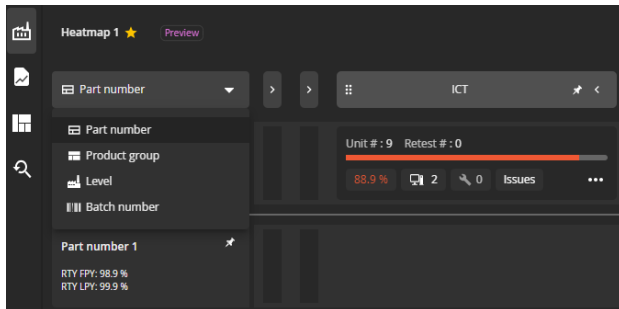 Heatmap 1
Preview
Part number
ICT
Part number
Product group
Level
Batch number
Unit # : 9 Retest # : 0
88.9 % 2 0 Issues
Part number 1
RTY FPY: 98.9 %
RTY LPY: 99.9 %